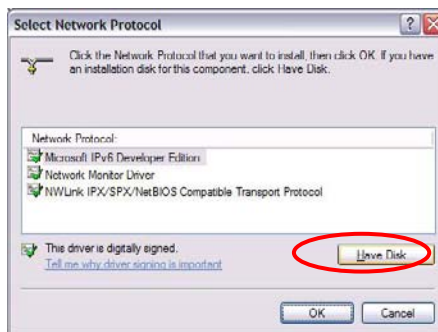 Select Network Protocol
Click the Network Protocol that you want to install, then click OK. If you have
an installation disk for this component, click Have Disk.
Network Protocol:
Microsoft IPv6 Developer Edition
Network Monitor Driver
NWLink IPX/SPX/NetBIOS Compatible Transport Protocol
This driver is digitally signed.
Tell me why driver signing is important
Have Disk
OK
Cancel